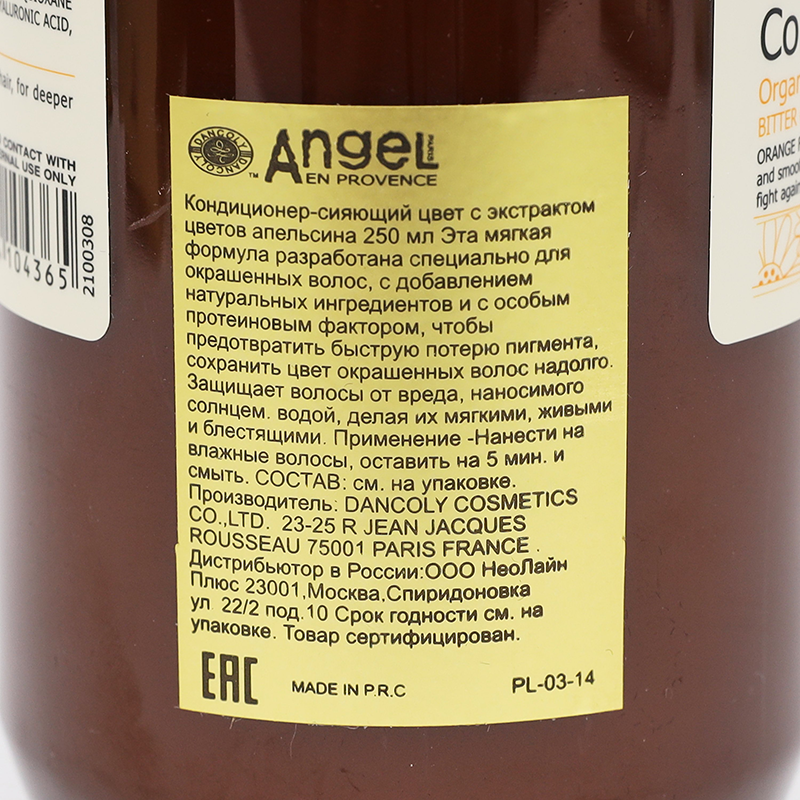 UXANE
ALURONIC ACID,
hair, for deeper
CONTACT WITH
RNAL USE ONLY
104365
2100308
DANCOLY DANCOLY
™
Angel
PARIS
EN PROVENCE
Кондиционер-сияющий цвет с экстрактом
цветов апельсина 250 мл Эта мягкая
формула разработана специально для
окрашенных волос, с добавлением
натуральных ингредиентов и с особым
протеиновым фактором, чтобы
предотвратить быструю потерю пигмента,
сохранить цвет окрашенных волос надолго.
Защищает волосы от вреда, наносимого
солнцем. водой, делая их мягкими, живыми
и блестящими. Применение -Нанести на
влажные волосы, оставить на 5 мин. и
смыть. СОСТАВ: см. на упаковке.
Производитель: DANCOLY COSMETICS
CO.,LTD. 23-25 R JEAN JACQUES
ROUSSEAU 75001 PARIS FRANCE .
Дистрибьютор в России:ООО НеоЛайн
Плюс 23001,Москва,Спиридоновка
ул 22/2 под.10 Срок годности см. на
упаковке. Товар сертифицирован.
EAC
MADE IN P.R.C
PL-03-14
Co
Organ
BITTER
ORANGE F
and smoo
fight again